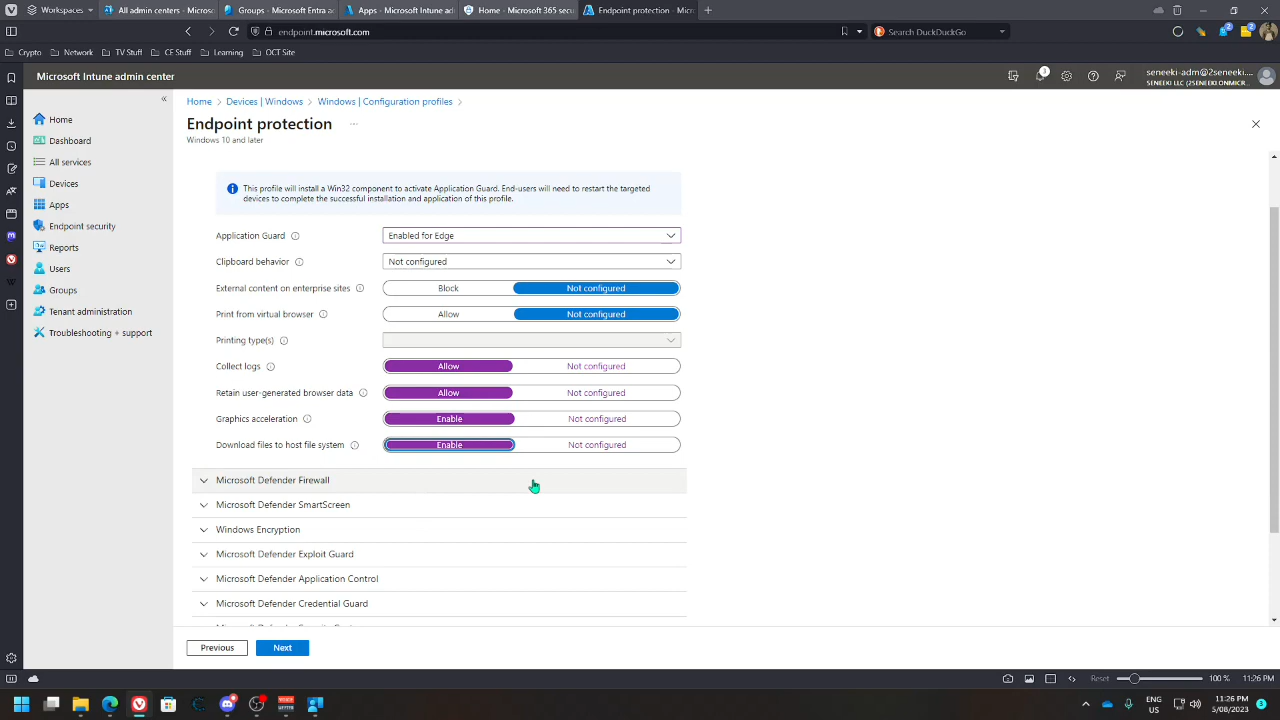 Workspaces
All admin centers - Microso
Groups - Microsoft Entra ad
Apps - Microsoft Intune adm
Home - Microsoft 365 secur
Endpoint protection - Micro
endpoint.microsoft.com
Search DuckDuckGo
2
2
Crypto
Network
TV Stuff
CE Stuff
Learning
OCT Site
Microsoft Intune admin center
3
seneeki-adm@2seneeki....
SENEEKI LLC (2SENEEKI.ONMICR...
«
Home
Dashboard
All services
Devices
Apps
Endpoint security
Reports
Users
Groups
Tenant administration
Troubleshooting + support
Home > Devices | Windows > Windows | Configuration profiles >
Endpoint protection ...
Windows 10 and later
This profile will install a Win32 component to activate Application Guard. End-users will need to restart the targeted
devices to complete the successful installation and application of this profile.
Application Guard
Enabled for Edge
Clipboard behavior
Not configured
External content on enterprise sites
Block
Not configured
Print from virtual browser
Allow
Not configured
Printing type(s)
Collect logs
Allow
Not configured
Retain user-generated browser data
Allow
Not configured
Graphics acceleration
Enable
Not configured
Download files to host file system
Enable
Not configured
Microsoft Defender Firewall
Microsoft Defender SmartScreen
Windows Encryption
Microsoft Defender Exploit Guard
Microsoft Defender Application Control
Microsoft Defender Credential Guard
Previous
Next
Reset
100 %
11:26 PM
ENG
US
11:26 PM
5/08/2023
3